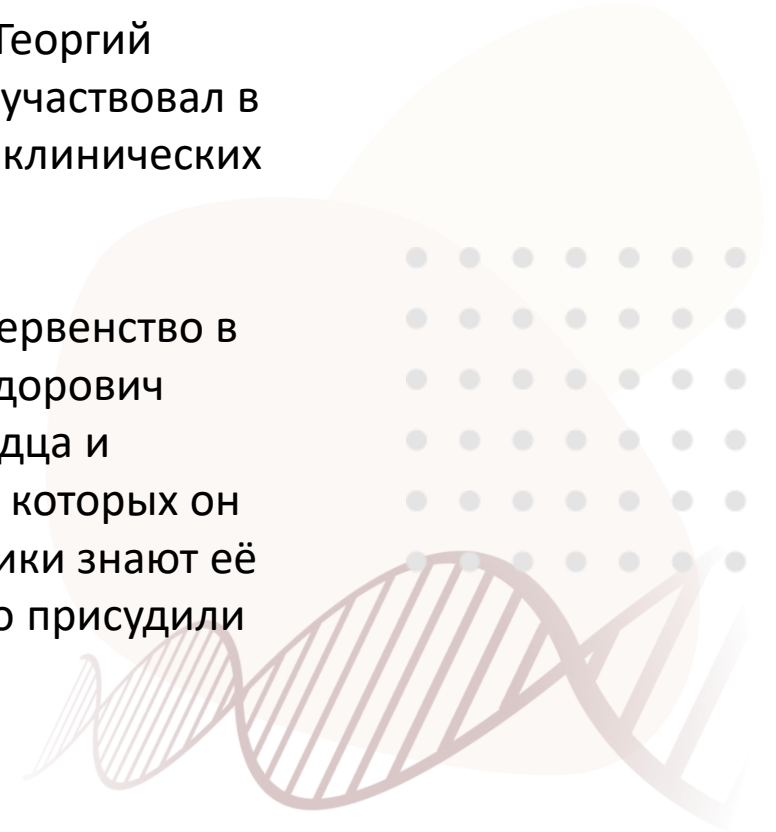 Георгий
участвовал в
клинических
ервенство в
дорович
дца и
которых он
ики знают её
о присудили